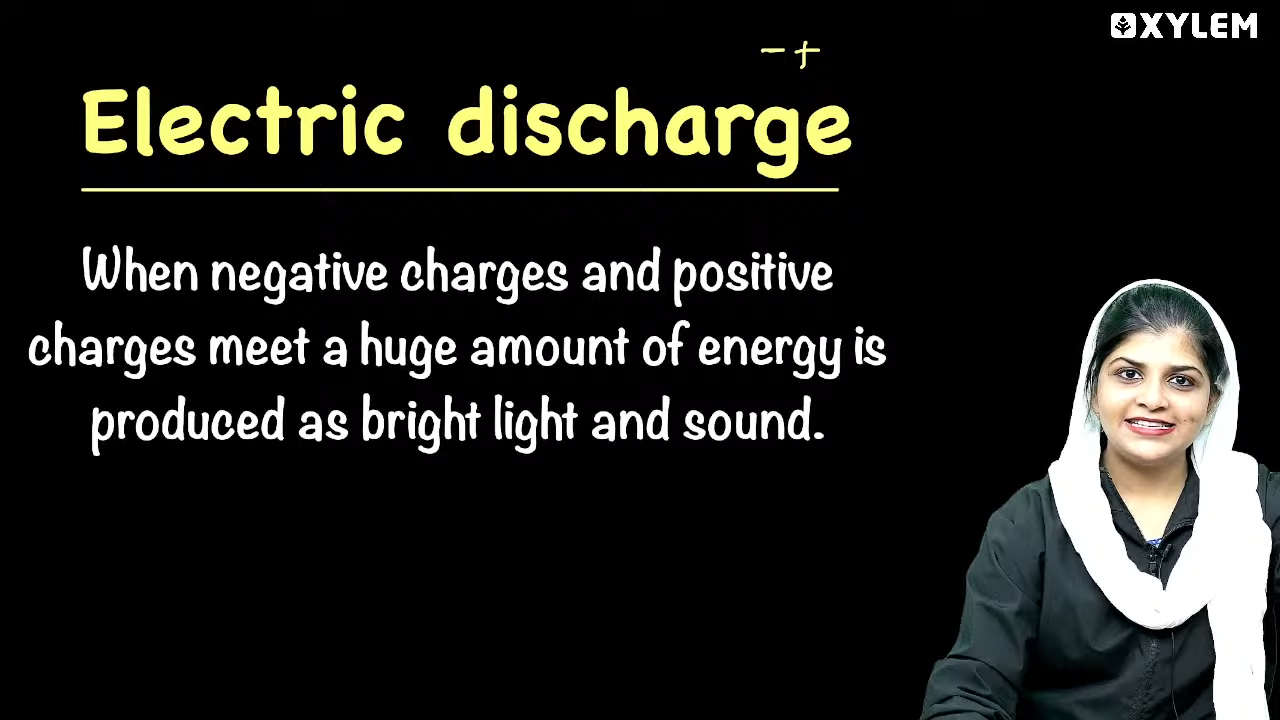 XYLEM
- +
Electric discharge
When negative charges and positive
charges meet a huge amount of energy is
produced as bright light and sound.